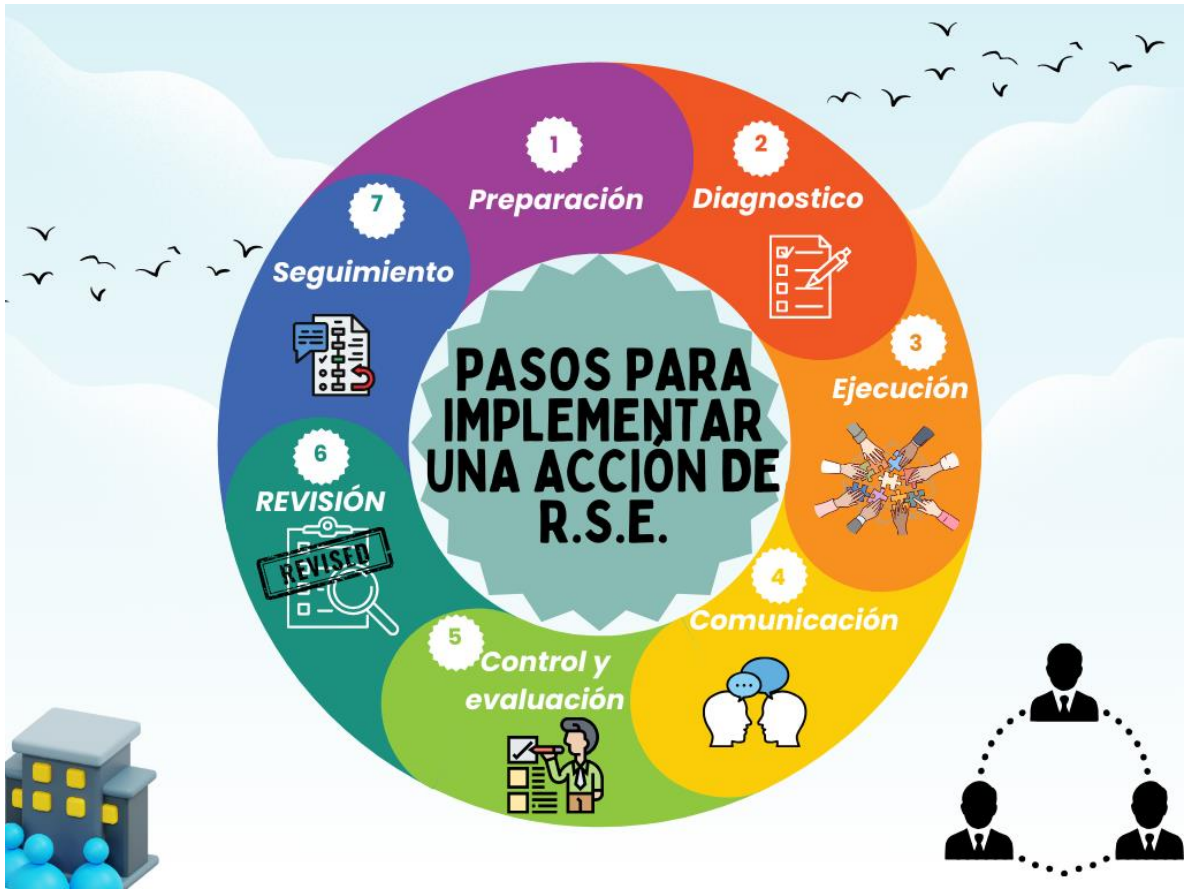 PASOS PARA
IMPLEMENTAR
UNA ACCIÓN DE
R.S.E.
1
Preparación
2
Diagnostico
3
Ejecución
4
Comunicación
5
Control y
evaluación
6
REVISIÓN
REVISED
7
Seguimiento